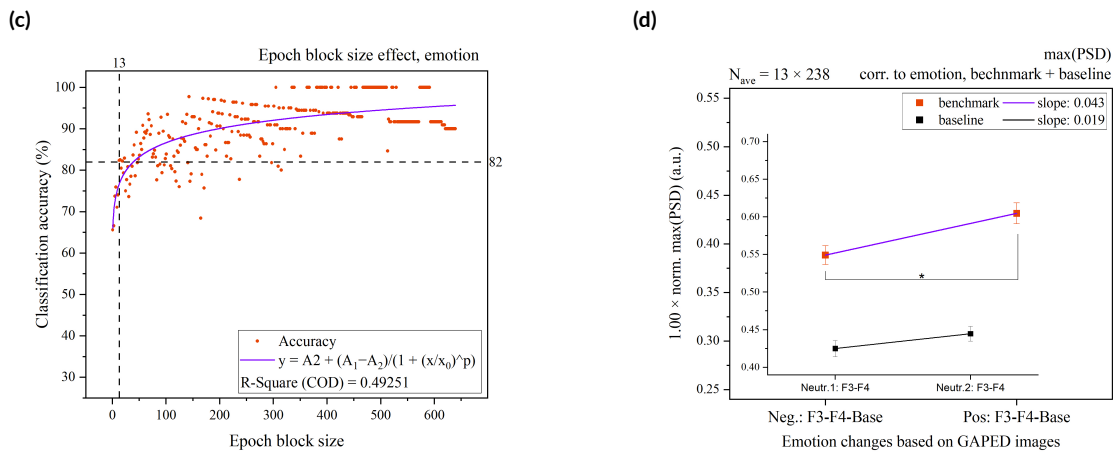 (c)
Epoch block size effect, emotion
13
100
90
80
70
60
50
40
30
82
Classification accuracy (%)
Accuracy
y = A2 + (A₁−A₂)/(1 + (x/x₀)^p)
R-Square (COD) = 0.49251
0
100
200
300
400
500
600
Epoch block size
(d)
max(PSD)
Nₐᵥₑ = 13 × 238
corr. to emotion, bechnmark + baseline
benchmark
slope: 0.043
baseline
slope: 0.019
0.55
0.50
0.45
0.40
0.35
0.30
0.25
1.00 × norm. max(PSD) (a.u.)
0.70
0.65
0.60
0.55
0.50
0.45
0.40
*
Neutr.1: F3-F4
Neutr.2: F3-F4
Neg.: F3-F4-Base
Pos: F3-F4-Base
Emotion changes based on GAPED images